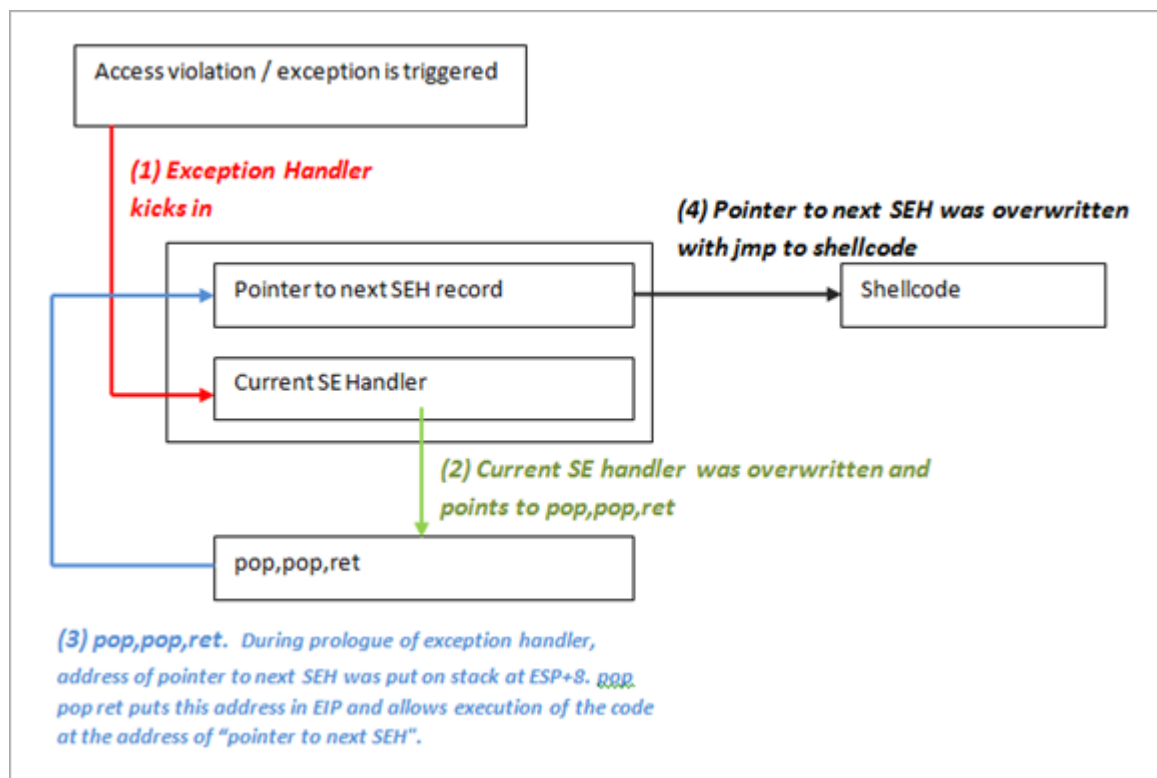 Access violation / exception is triggered
(1) Exception Handler
kicks in
(4) Pointer to next SEH was overwritten
with jmp to shellcode
Pointer to next SEH record
Shellcode
Current SE Handler
(2) Current SE handler was overwritten and
points to pop,pop,ret
pop,pop,ret
(3) pop,pop,ret. During prologue of exception handler,
address of pointer to next SEH was put on stack at ESP+8. pop
pop ret puts this address in EIP and allows execution of the code
at the address of “pointer to next SEH”.